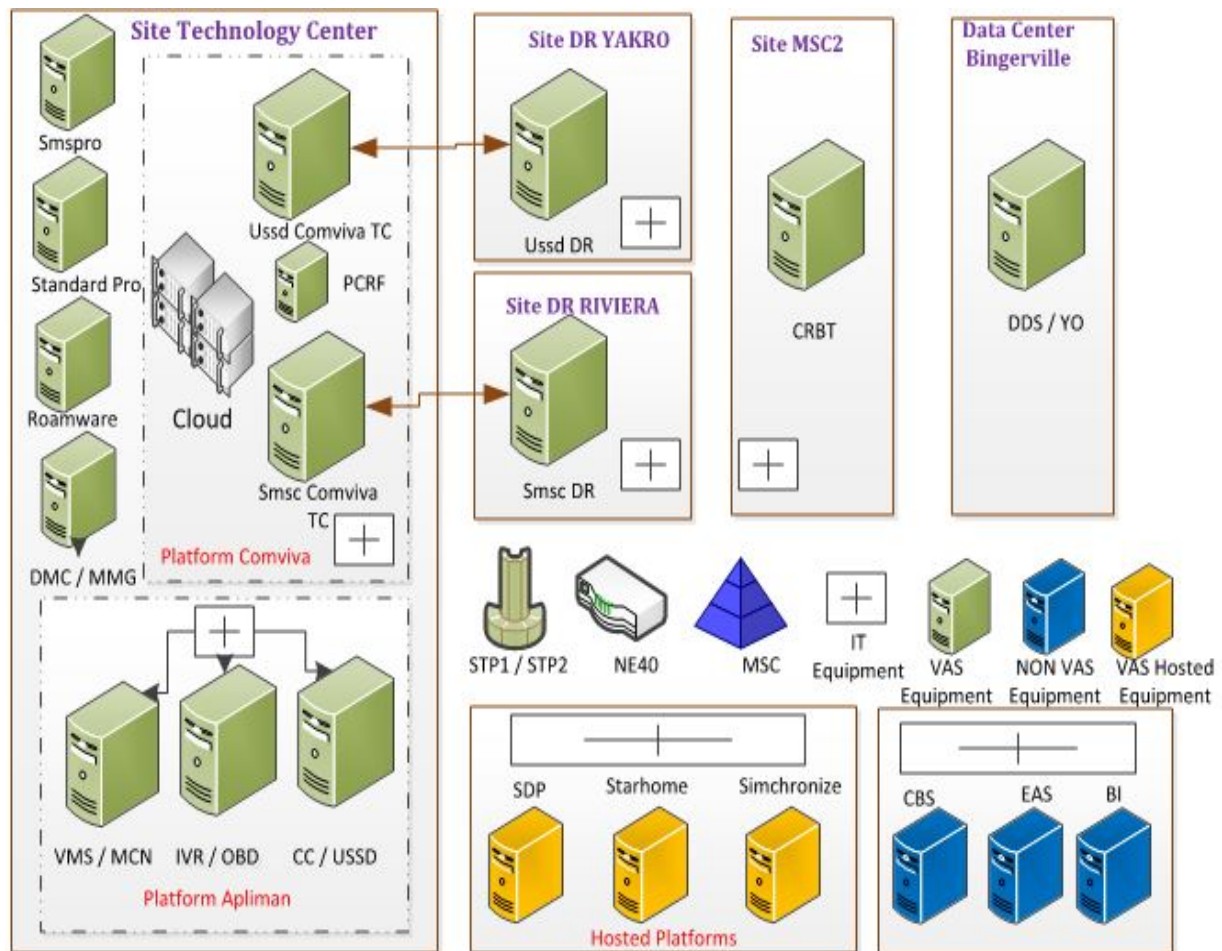 Site Technology Center
Smspro
Standard Pro
Roamware
DMC / MMG
Ussd Comviva TC
PCRF
Cloud
Smsc Comviva
TC
Platform Comviva
VMS / MCN
IVR / OBD
CC / USSD
Platform Apliman
Site DR YAKRO
Ussd DR
Site DR RIVIERA
Smsc DR
Site MSC2
CRBT
Data Center
Bingerville
DDS / YO
STP1 / STP2
NE40
MSC
IT
Equipment
VAS
Equipment
NON VAS
Equipment
VAS Hosted
Equipment
SDP
Starhome
Simchronize
Hosted Platforms
CBS
EAS
BI